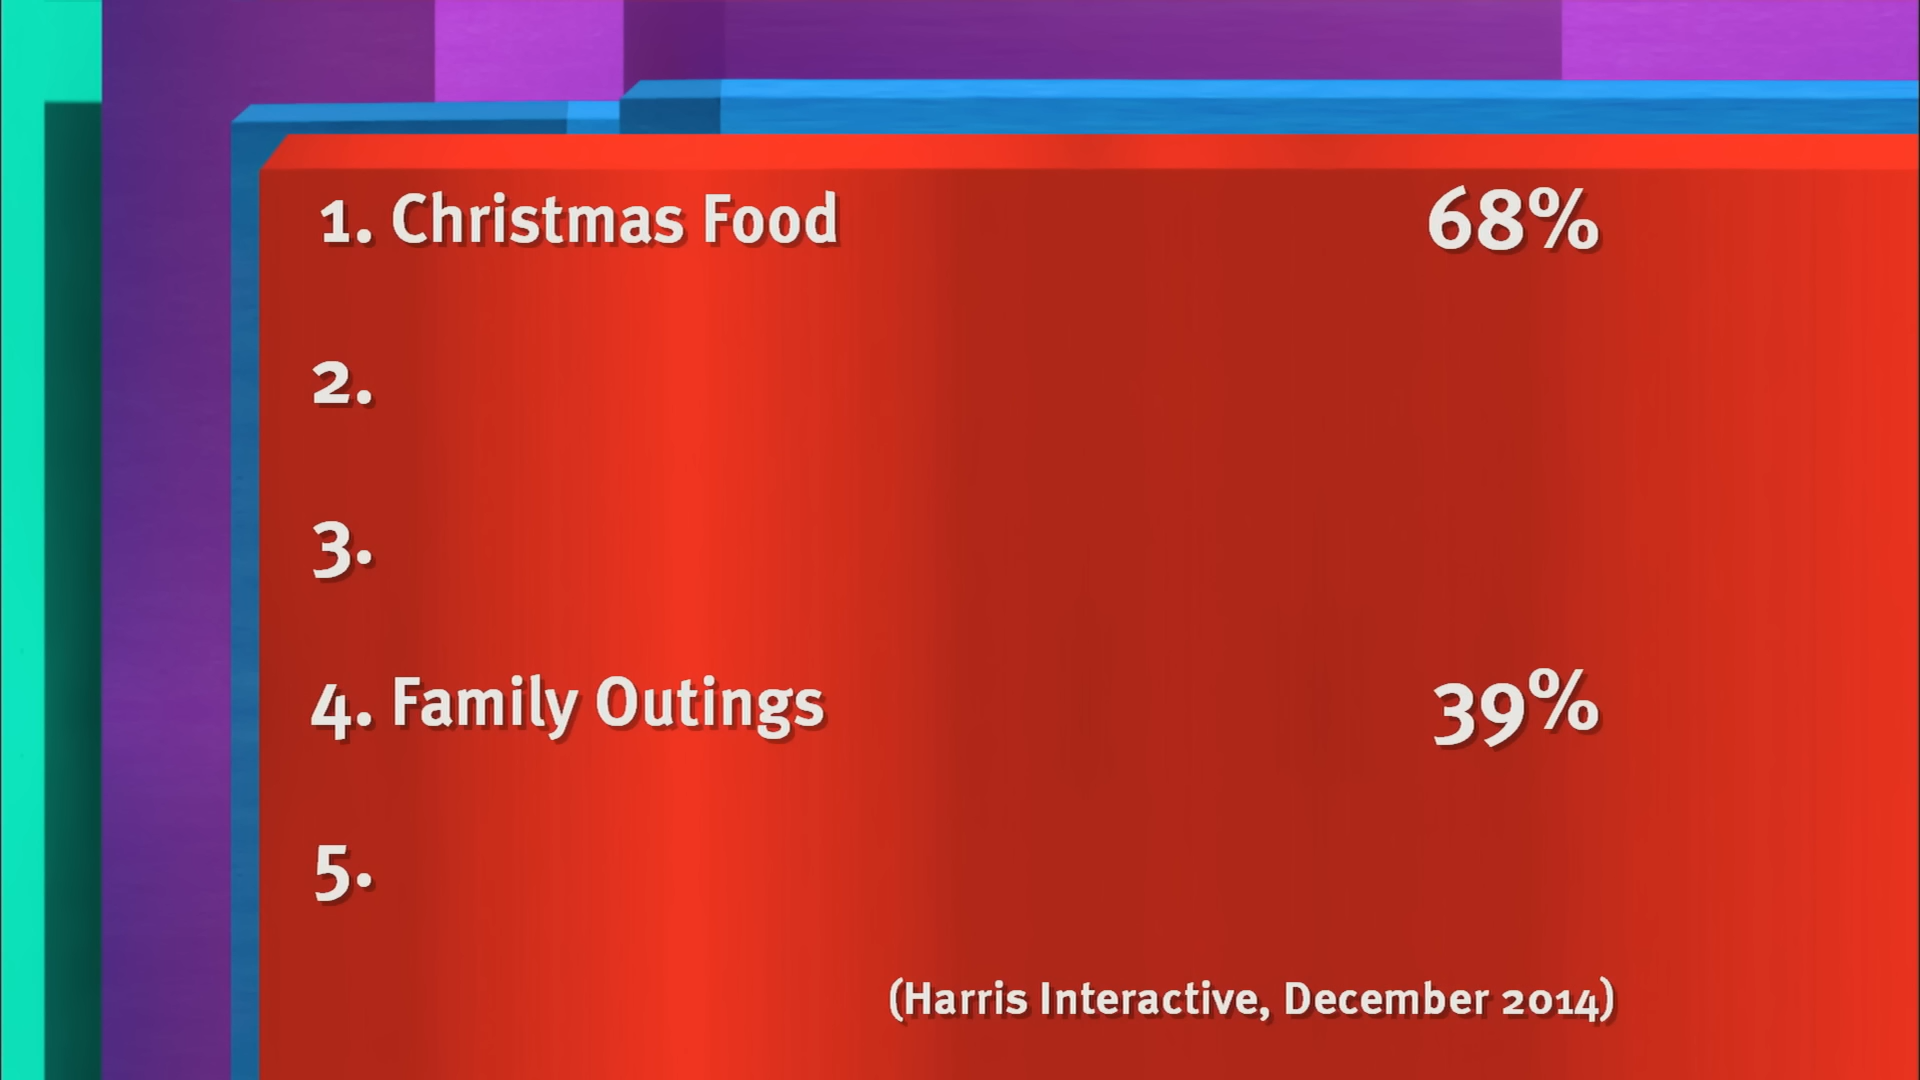 1. Christmas Food 68%
2.
3.
4. Family Outings 39%
5.
(Harris Interactive, December 2014)